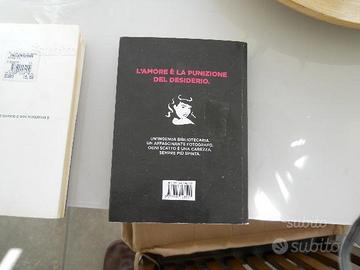 L'AMORE È LA PUNIZIONE
DEL DESIDERIO.
UN'INGENUA BIBLIOTECARIA.
UN AFFASCINANTE FOTOGRAFO.
OGNI SCATTO È UNA CAREZZA,
SEMPRE PIÙ SPINTA.
subito